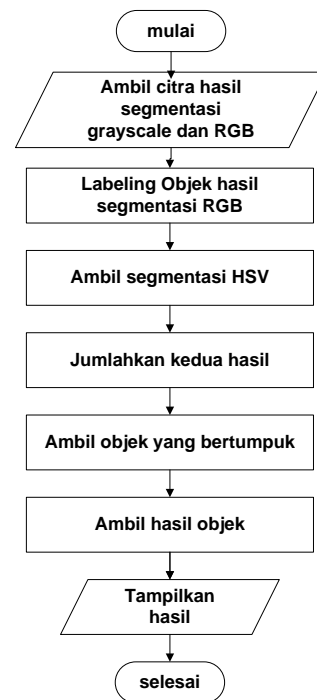 mulai
Ambil citra hasil
segmentasi
grayscale dan RGB
Labeling Objek hasil
segmentasi RGB
Ambil segmentasi HSV
Jumlahkan kedua hasil
Ambil objek yang bertumpuk
Ambil hasil objek
Tampilkan
hasil
selesai